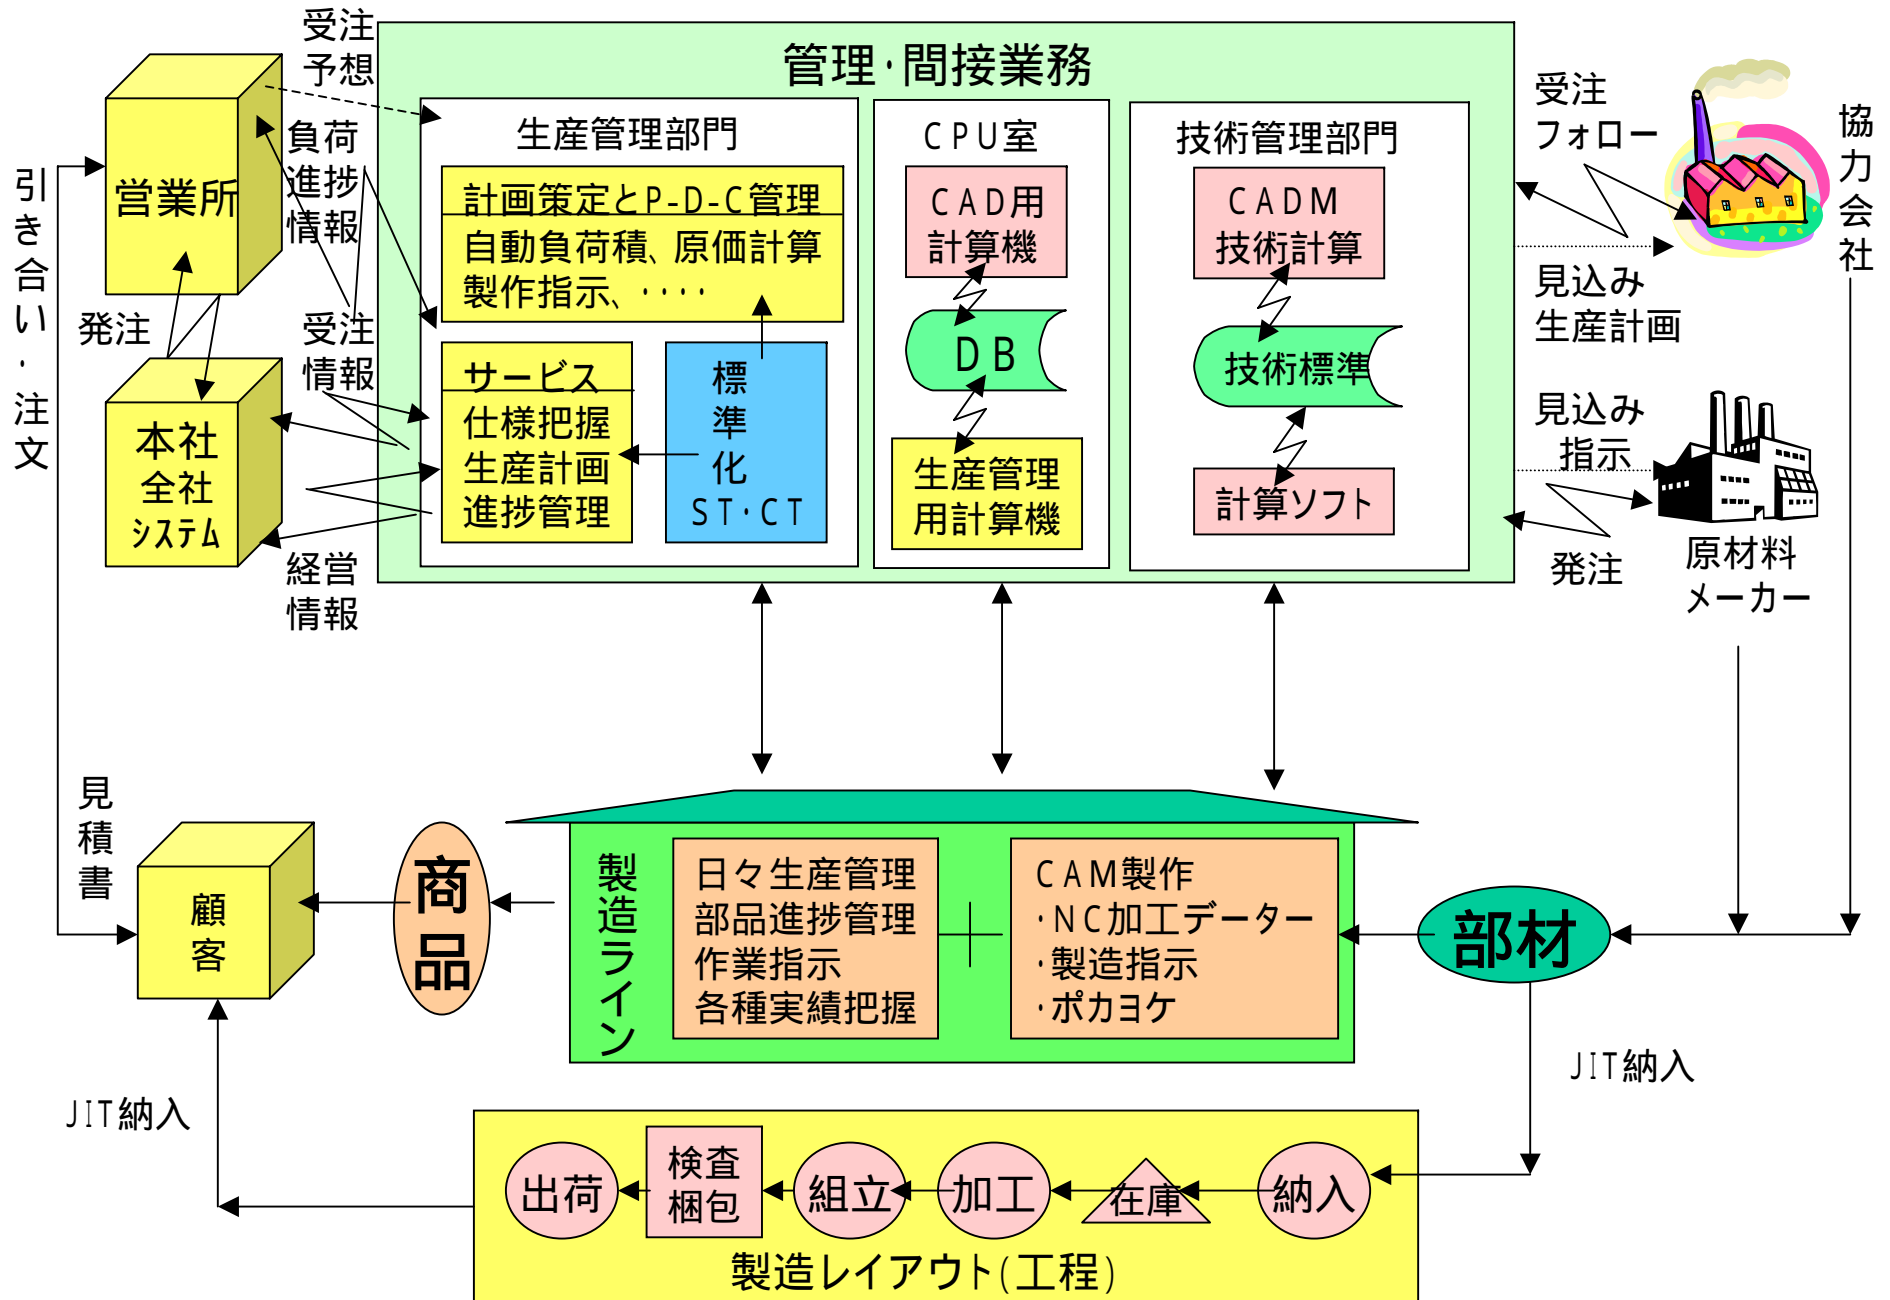 受注
予想
管理・間接業務
生産管理部門
計画策定とP-D-C管理
自動負荷積、原価計算
製作指示、・・・・
サービス
仕様把握
生産計画
進捗管理
標
準
化
ST・CT
CPU室
CAD用
計算機
DB
生産管理
用計算機
技術管理部門
CADM
技術計算
技術標準
計算ソフト
営業所
負荷
進捗
情報
発注
受注
情報
本社
全社
システム
経営
情報
引き合い・注文
見積書
受注
フォロー
協力会社
見込み
生産計画
見込み
指示
発注
原材料
メーカー
顧
客
商
品
製造ライン
日々生産管理
部品進捗管理
作業指示
各種実績把握
CAM製作
・NC加工データー
・製造指示
・ポカヨケ
部材
JIT納入
JIT納入
出荷
検査
梱包
組立
加工
在庫
納入
製造レイアウト(工程)